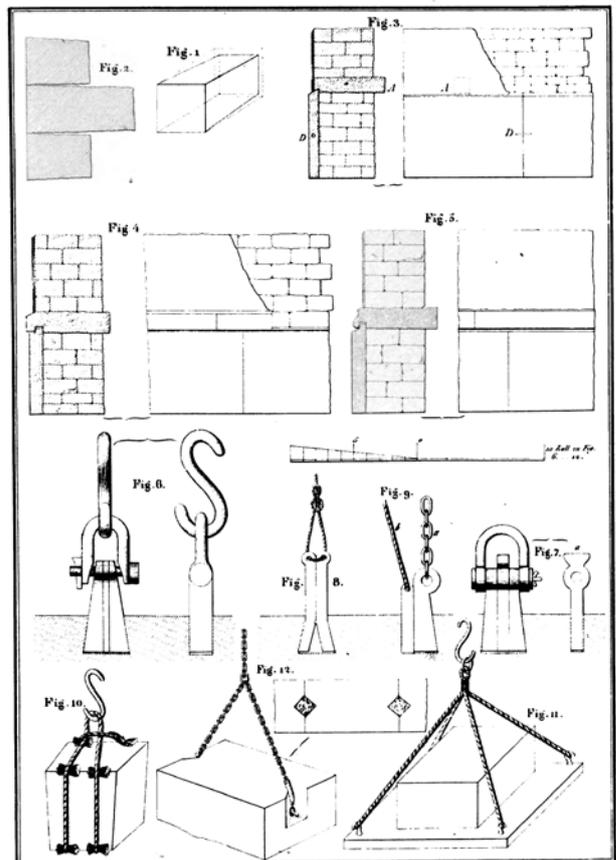 Fig. 1
Fig. 2.
Fig. 3.
A
A
D
D
Fig. 4
Fig. 5.
Fig. 6.
Fig. 9.
b
a
Fig. 7.
a
Fig. 8.
Fig. 10.
Fig. 12.
Fig. 11.